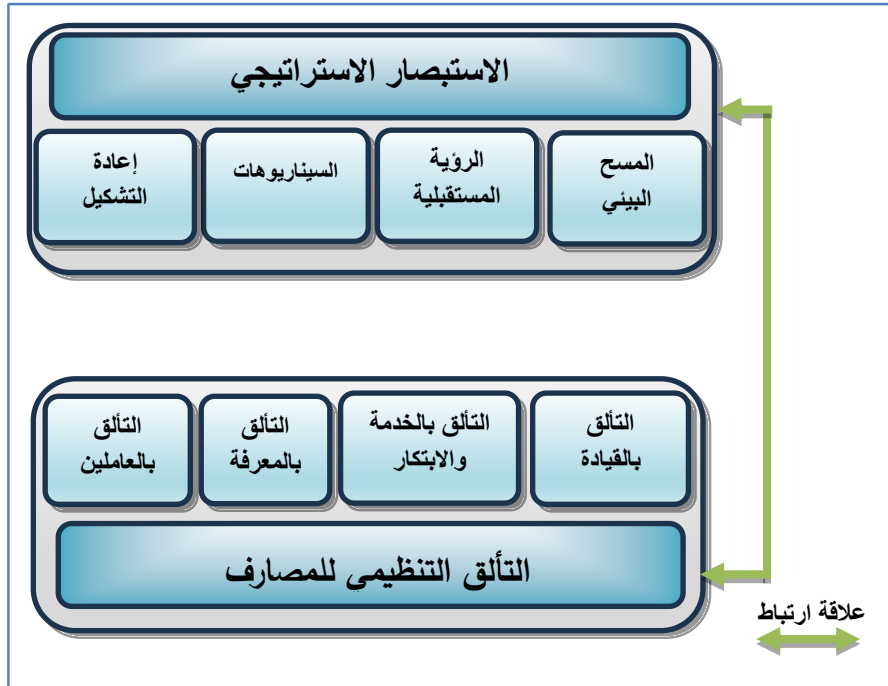 الاستبصار الاستراتيجي
المسح
البيئي
الرؤية
المستقبلية
السيناريوهات
إعادة
التشكيل
التألق
بالقيادة
التألق بالخدمة
والابتكار
التألق
بالمعرفة
التألق
بالعاملين
التألق التنظيمي للمصارف
علاقة ارتباط